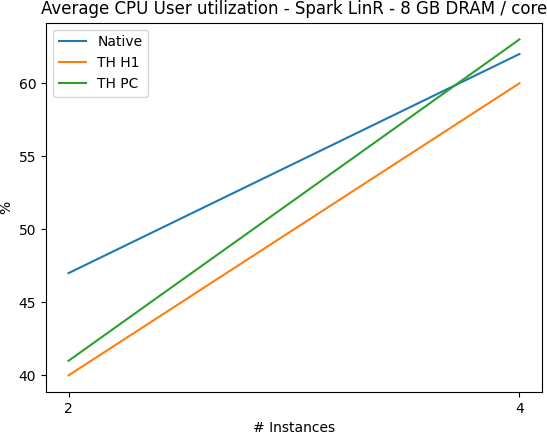 Average CPU User utilization - Spark LinR - 8 GB DRAM / core
Native
TH H1
TH PC
60
55
50
45
40
%
2
4
# Instances